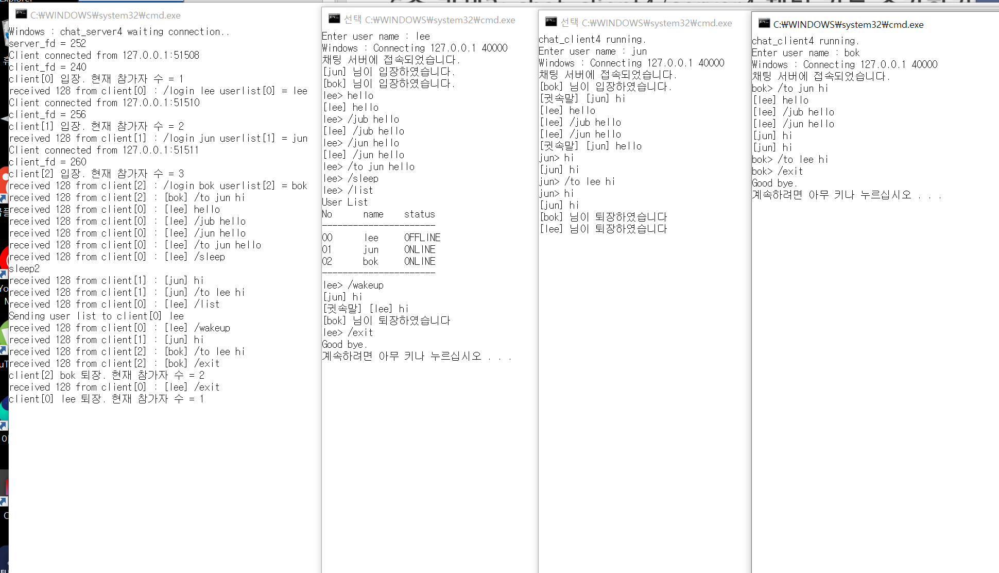 C:₩WINDOWS₩system32₩cmd.exe
Windows : chat_server4 waiting connection..
server_fd = 252
Client connected from 127.0.0.1:51508
client_fd = 240
client[0] 입장. 현재 참가자 수 = 1
received 128 from client[0] : /login lee userlist[0] = lee
Client connected from 127.0.0.1:51510
client_fd = 256
client[1] 입장. 현재 참가자 수 = 2
received 128 from client[1] : /login jun userlist[1] = jun
Client connected from 127.0.0.1:51511
client_fd = 260
client[2] 입장. 현재 참가자 수 = 3
received 128 from client[2] : /login bok userlist[2] = bok
received 128 from client[2] : [bok] /to jun hi
received 128 from client[0] : [lee] hello
received 128 from client[0] : [lee] /jub hello
received 128 from client[0] : [lee] /jun hello
received 128 from client[0] : [lee] /to jun hello
received 128 from client[0] : [lee] /sleep
sleep2
received 128 from client[1] : [jun] hi
received 128 from client[1] : [jun] /to lee hi
received 128 from client[0] : [lee] /list
Sending user list to client[0] lee
received 128 from client[0] : [lee] /wakeup
received 128 from client[1] : [jun] hi
received 128 from client[2] : [bok] /to lee hi
received 128 from client[2] : [bok] /exit
client[2] bok 퇴장. 현재 참가자 수 = 2
received 128 from client[0] : [lee] /exit
client[0] lee 퇴장. 현재 참가자 수 = 1
선택 C:₩WINDOWS₩system32₩cmd.exe
Enter user name : lee
Windows : Connecting 127.0.0.1 40000
채팅 서버에 접속되었습니다.
[jun] 님이 입장하였습니다.
[bok] 님이 입장하였습니다.
lee> hello
[lee] hello
lee> /jub hello
[lee] /jub hello
lee> /jun hello
[lee] /jun hello
lee> /to jun hello
lee> /sleep
lee> /list
User List
No name status
----------------------
00 lee OFFLINE
01 jun ONLINE
02 bok ONLINE
----------------------
lee> /wakeup
[jun] hi
[귓속말] [lee] hi
[bok] 님이 퇴장하였습니다
lee> /exit
Good bye.
계속하려면 아무 키나 누르십시오 . . .
선택 C:₩WINDOWS₩system32₩cmd.exe
chat_client4 running.
Enter user name : jun
Windows : Connecting 127.0.0.1 40000
채팅 서버에 접속되었습니다.
[bok] 님이 입장하였습니다.
[귓속말] [jun] hi
[lee] hello
[lee] /jub hello
[lee] /jun hello
[귓속말] [jun] hello
jun> hi
[jun] hi
jun> /to lee hi
jun> hi
[jun] hi
[bok] 님이 퇴장하였습니다
[lee] 님이 퇴장하였습니다
C:₩WINDOWS₩system32₩cmd.exe
chat_client4 running.
Enter user name : bok
Windows : Connecting 127.0.0.1 40000
채팅 서버에 접속되었습니다.
bok> /to jun hi
[lee] hello
[lee] /jub hello
[lee] /jun hello
[jun] hi
[jun] hi
bok> /to lee hi
bok> /exit
Good bye.
계속하려면 아무 키나 누르십시오 . . .